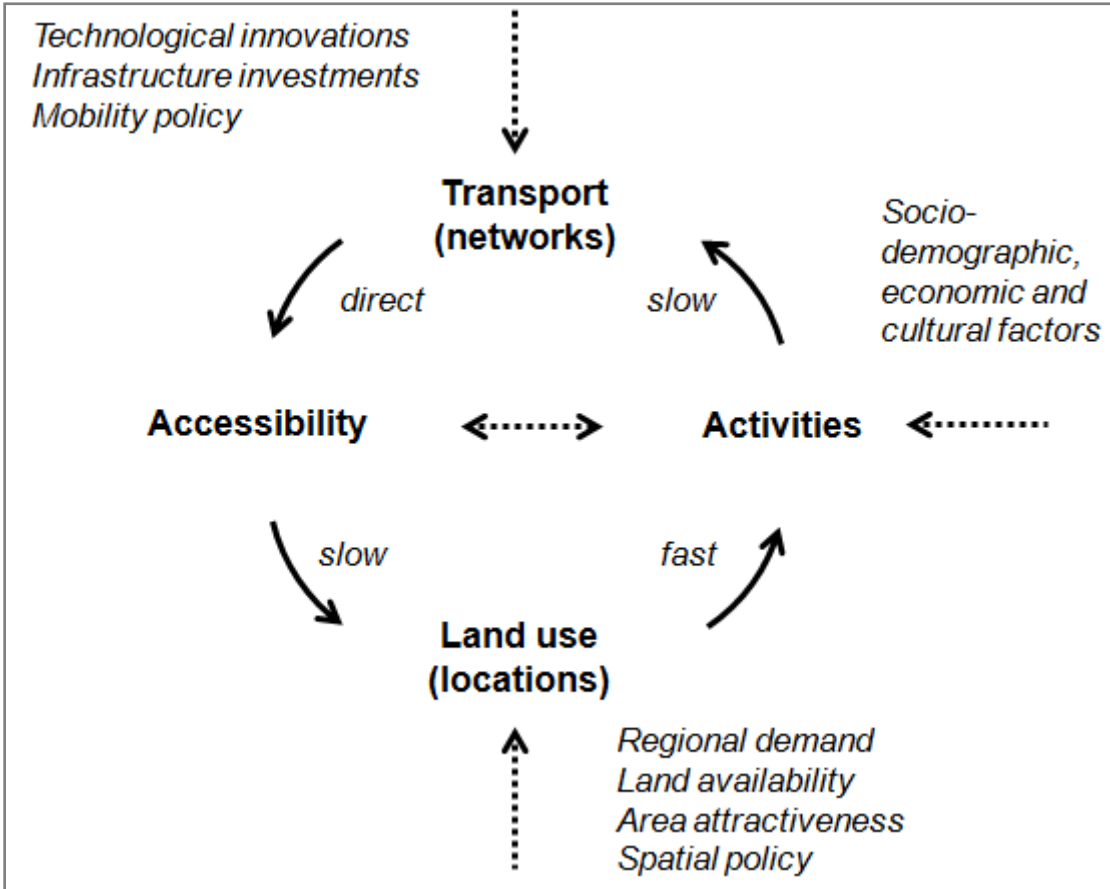 Technological innovations
Infrastructure investments
Mobility policy
Transport
(networks)
Socio-
demographic,
economic and
cultural factors
direct
slow
Accessibility
Activities
slow
fast
Land use
(locations)
Regional demand
Land availability
Area attractiveness
Spatial policy